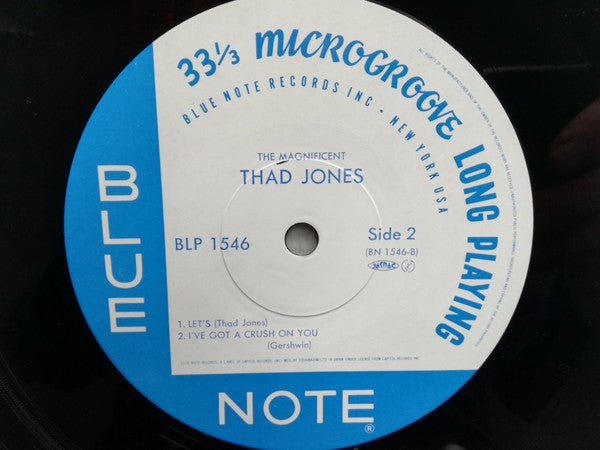 33⅓ MICROGROOVE LONG PLAYING
BLUE NOTE RECORDS INC • NEW YORK USA
THE MAGNIFICENT
THAD JONES
BLP 1546
Side 2
(BN 1546-B)
JASRAC
1. LET'S (Thad Jones)
2. I'VE GOT A CRUSH ON YOU
(Gershwin)
BLUE
NOTE®